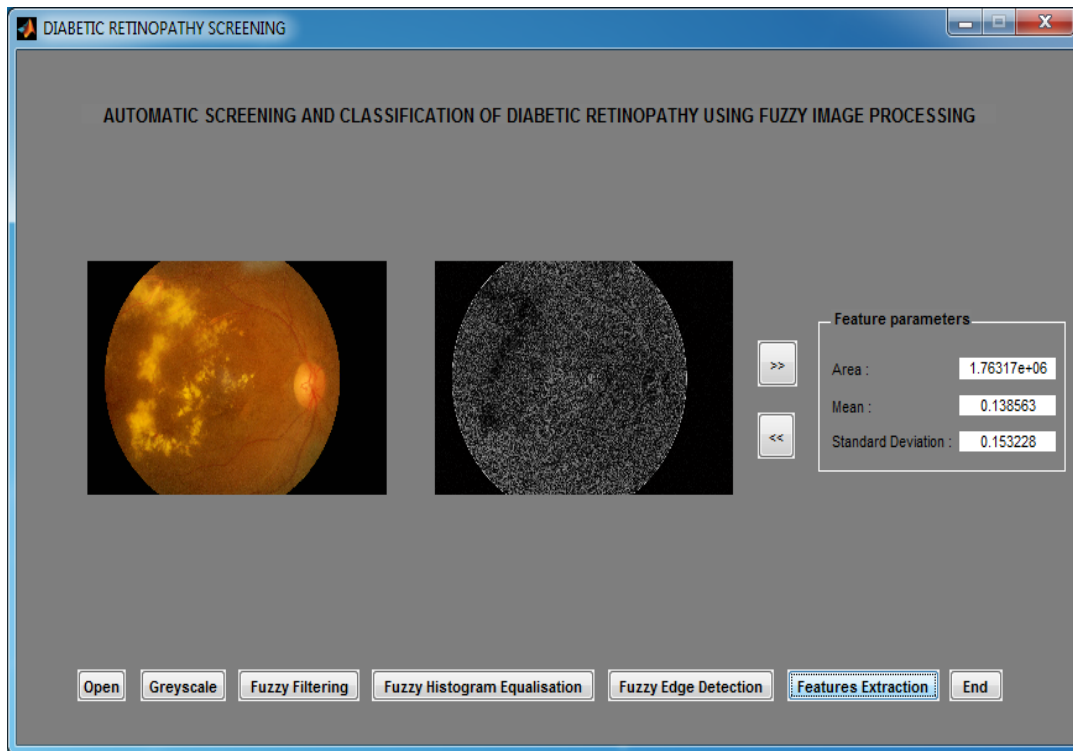 DIABETIC RETINOPATHY SCREENING
AUTOMATIC SCREENING AND CLASSIFICATION OF DIABETIC RETINOPATHY USING FUZZY IMAGE PROCESSING
Feature parameters
>>
Area : 1.76317e+06
Mean : 0.138563
<<
Standard Deviation : 0.153228
Open Greyscale Fuzzy Filtering Fuzzy Histogram Equalisation Fuzzy Edge Detection Features Extraction End